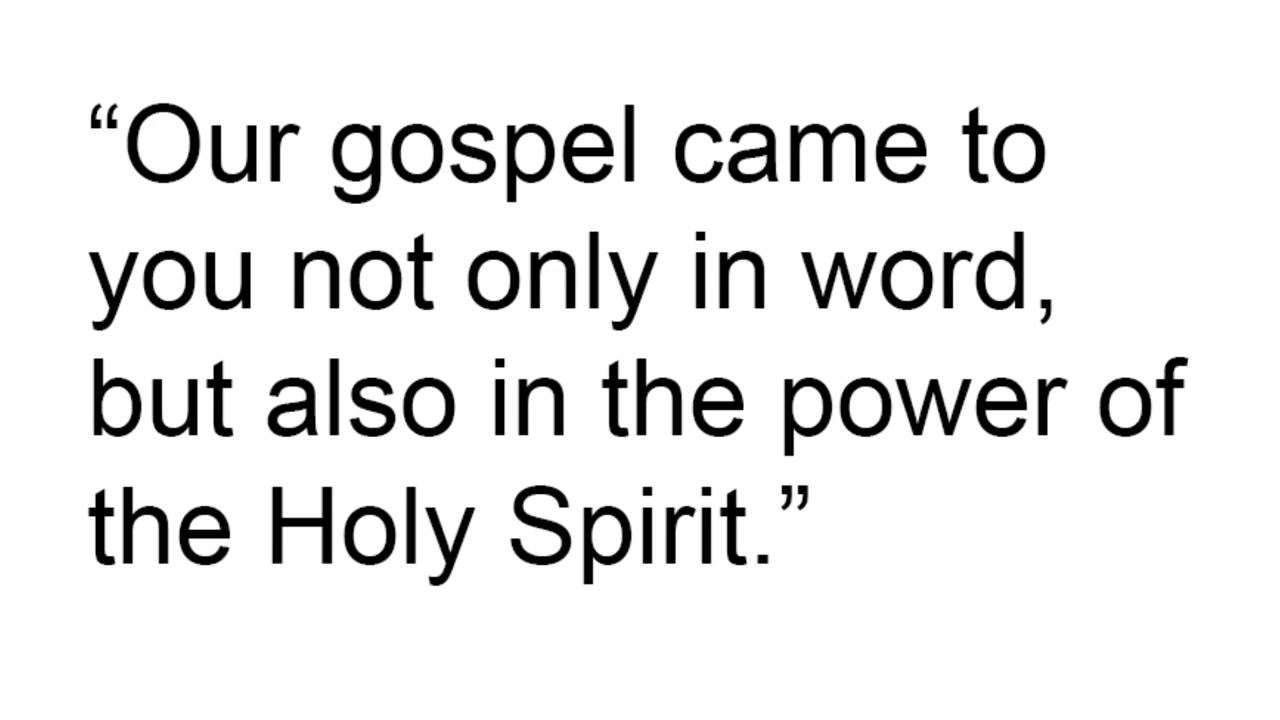 “Our gospel came to
you not only in word,
but also in the power of
the Holy Spirit.”